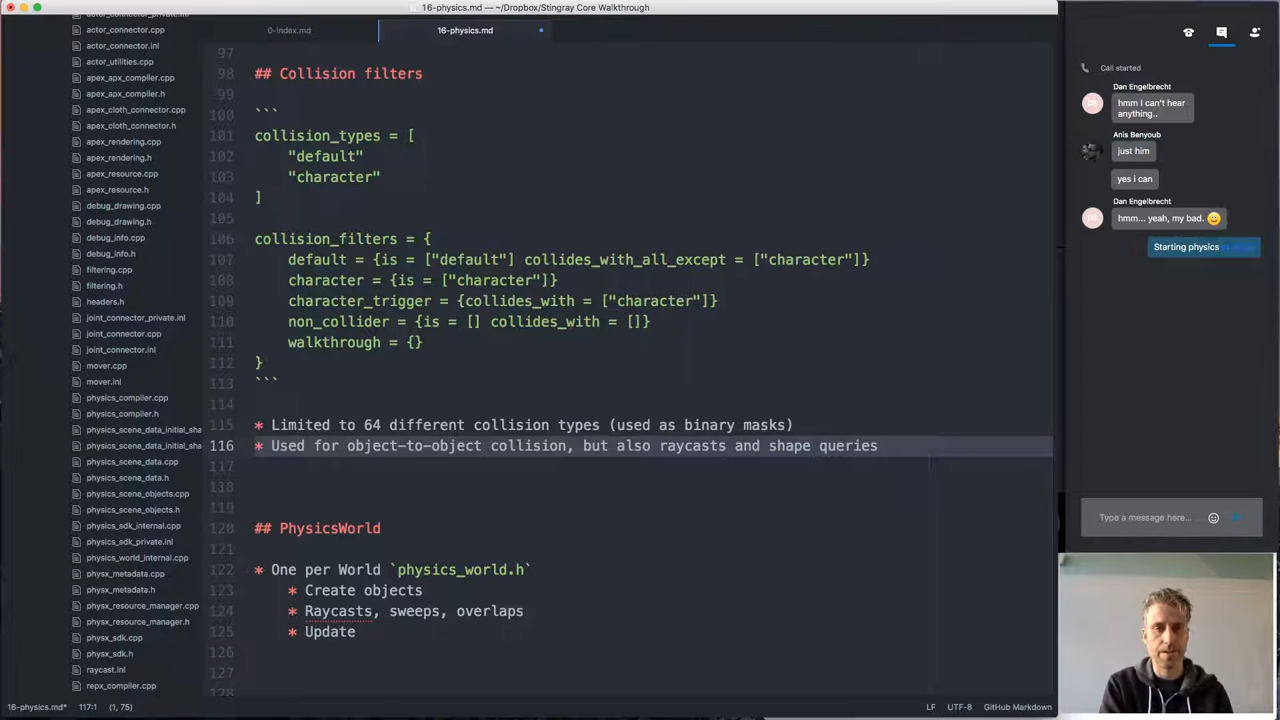 16-physics.md — ~/Dropbox/Stingray Core Walkthrough
actor_connector_private.inl
actor_connector.cpp
actor_connector.inl
actor_utilities.cpp
apex_apx_compiler.cpp
apex_apx_compiler.h
apex_cloth_connector.cpp
apex_cloth_connector.h
apex_rendering.cpp
apex_rendering.h
apex_resource.cpp
apex_resource.h
debug_drawing.cpp
debug_drawing.h
debug_info.cpp
debug_info.h
filtering.cpp
filtering.h
headers.h
joint_connector_private.inl
joint_connector.cpp
joint_connector.inl
mover.cpp
mover.inl
physics_compiler.cpp
physics_compiler.h
physics_scene_data_initial_sha
physics_scene_data_initial_sha
physics_scene_data.cpp
physics_scene_data.h
physics_scene_objects.cpp
physics_scene_objects.h
physics_sdk_internal.cpp
physics_sdk_private.inl
physics_world_internal.cpp
physx_metadata.cpp
physx_metadata.h
physx_resource_manager.cpp
physx_resource_manager.h
physx_sdk.cpp
physx_sdk.h
raycast.inl
repx_compiler.cpp
0-index.md
16-physics.md
97
98 ## Collision filters
99
100 ```
101 collision_types = [
102 "default"
103 "character"
104 ]
105
106 collision_filters = {
107 default = {is = ["default"] collides_with_all_except = ["character"]}
108 character = {is = ["character"]}
109 character_trigger = {collides_with = ["character"]}
110 non_collider = {is = [] collides_with = []}
111 walkthrough = {}
112 }
113 ```
114
115 * Limited to 64 different collision types (used as binary masks)
116 * Used for object-to-object collision, but also raycasts and shape queries
117
118
119
120 ## PhysicsWorld
121
122 * One per World `physics_world.h`
123 * Create objects
124 * Raycasts, sweeps, overlaps
125 * Update
126
127
128
16-physics.md* 117:1 (1, 75)
LF UTF-8 GitHub Markdown
Call started
Dan Engelbrecht
DE hmm I can't hear
anything..
Anis Benyoub
just him
yes i can
Dan Engelbrecht
DE hmm... yeah, my bad.
Starting physics
Type a message here...